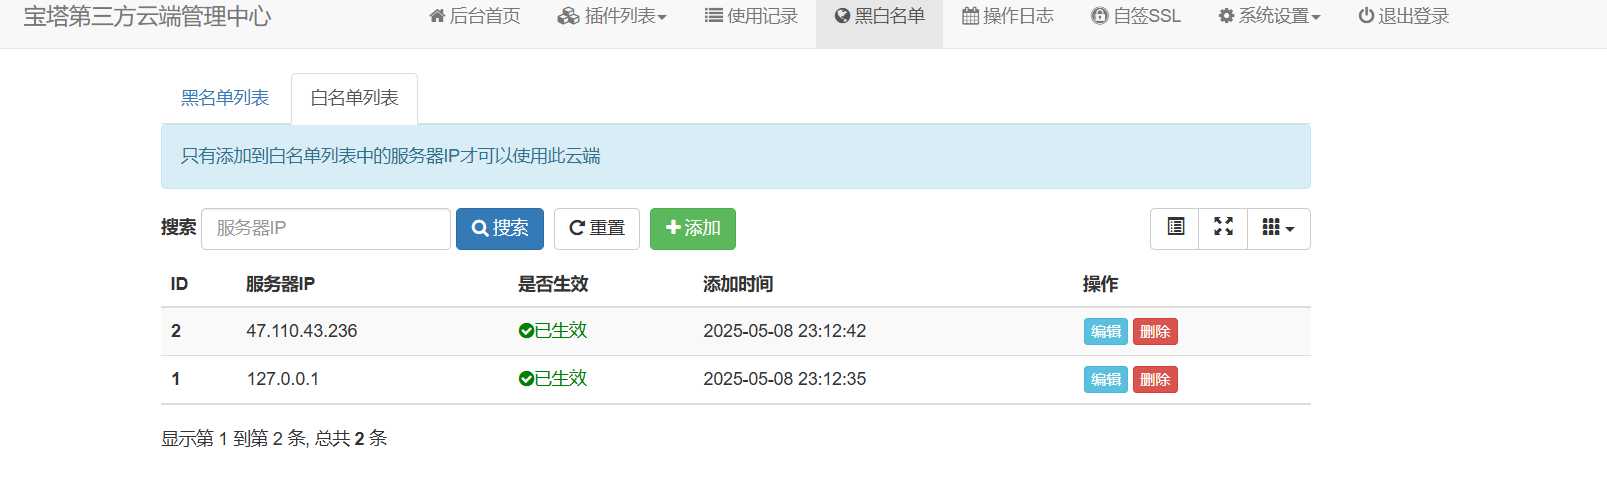 宝塔第三方云端管理中心 后台首页 插件列表 使用记录 黑白名单 操作日志 自签SSL 系统设置 退出登录
黑名单列表 白名单列表
只有添加到白名单列表中的服务器IP才可以使用此云端
搜索 服务器IP 搜索 重置 添加
ID 服务器IP 是否生效 添加时间 操作
2 47.110.43.236 已生效 2025-05-08 23:12:42 编辑 删除
1 127.0.0.1 已生效 2025-05-08 23:12:35 编辑 删除
显示第 1 到第 2 条, 总共 2 条